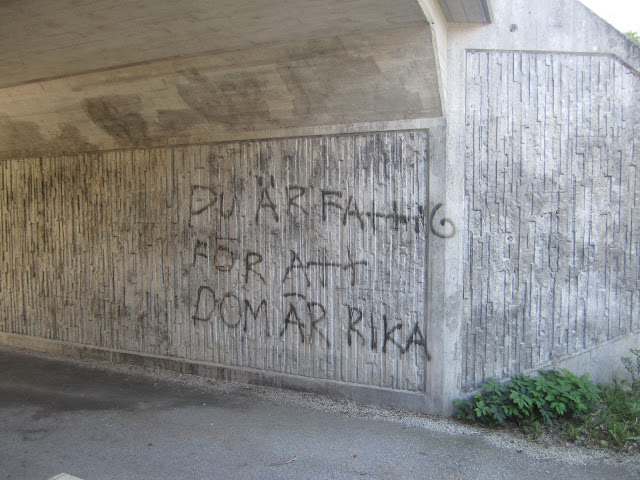 DU ÄR FATTIG
FÖR ATT
DOM ÄR RIKA